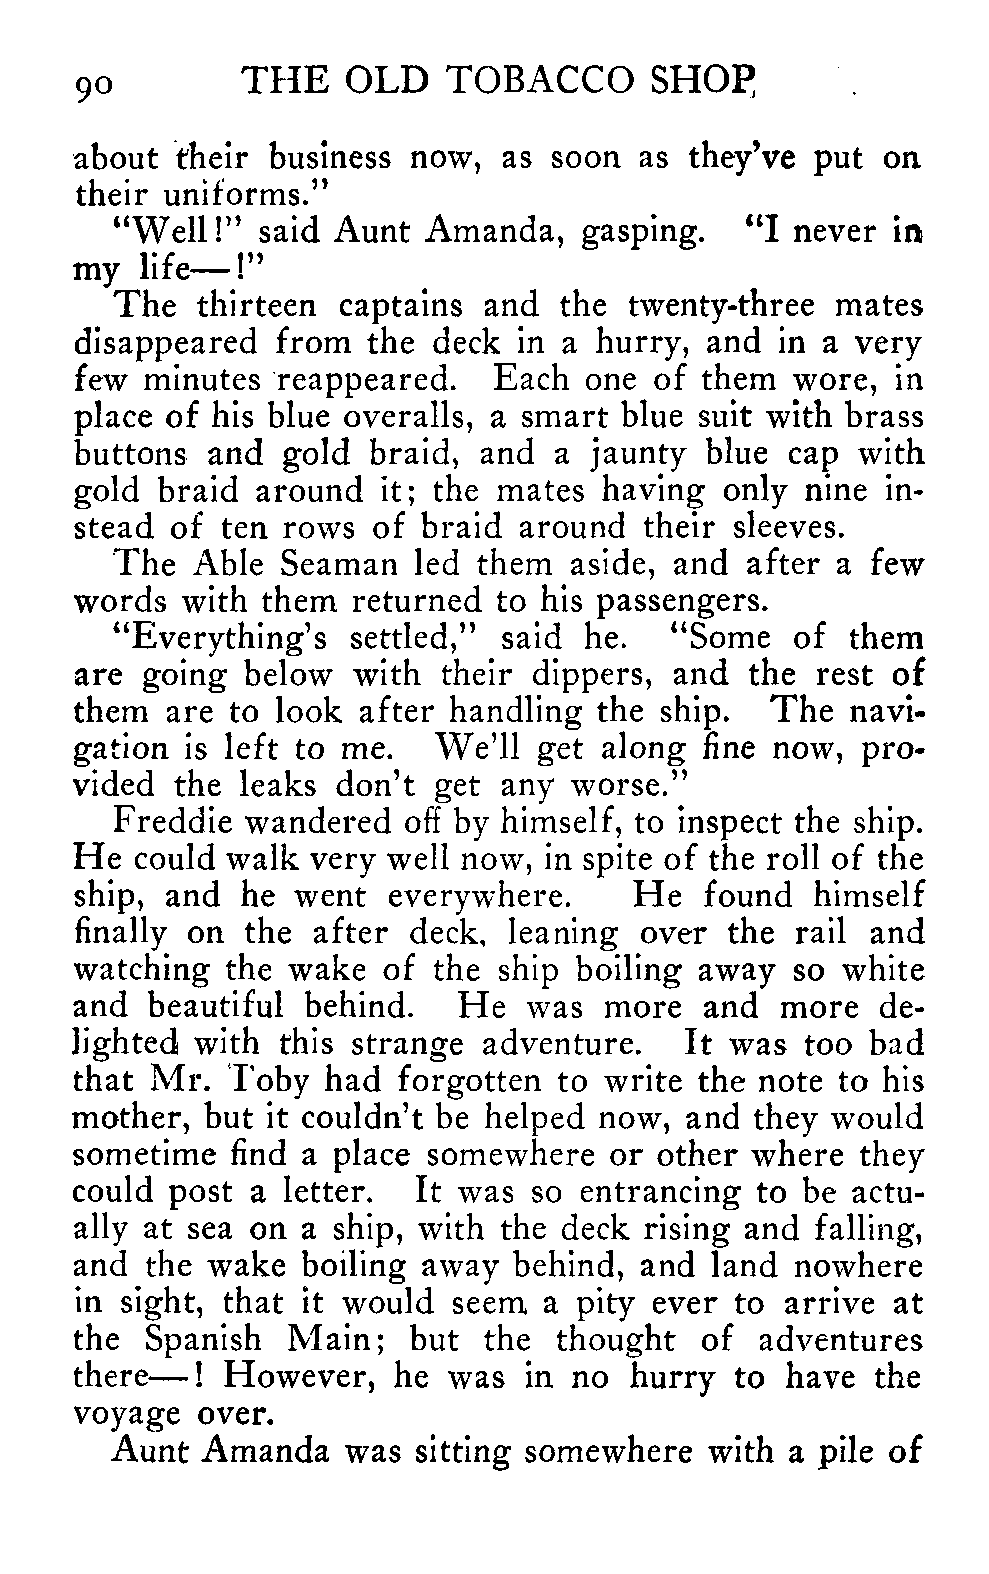 90 THE OLD TOBACCO SHOP
about their business now, as soon as they've put on
their uniforms."
"Well!" said Aunt Amanda, gasping. "I never in
my life—!"
The thirteen captains and the twenty-three mates
disappeared from the deck in a hurry, and in a very
few minutes reappeared. Each one of them wore, in
place of his blue overalls, a smart blue suit with brass
buttons and gold braid, and a jaunty blue cap with
gold braid around it; the mates having only nine in-
stead of ten rows of braid around their sleeves.
The Able Seaman led them aside, and after a few
words with them returned to his passengers.
"Everything's settled," said he. "Some of them
are going below with their dippers, and the rest of
them are to look after handling the ship. The navi-
gation is left to me. We'll get along fine now, pro-
vided the leaks don't get any worse."
Freddie wandered off by himself, to inspect the ship.
He could walk very well now, in spite of the roll of the
ship, and he went everywhere. He found himself
finally on the after deck, leaning over the rail and
watching the wake of the ship boiling away so white
and beautiful behind. He was more and more de-
lighted with this strange adventure. It was too bad
that Mr. Toby had forgotten to write the note to his
mother, but it couldn't be helped now, and they would
sometime find a place somewhere or other where they
could post a letter. It was so entrancing to be actu-
ally at sea on a ship, with the deck rising and falling,
and the wake boiling away behind, and land nowhere
in sight, that it would seem a pity ever to arrive at
the Spanish Main; but the thought of adventures
there—! However, he was in no hurry to have the
voyage over.
Aunt Amanda was sitting somewhere with a pile of